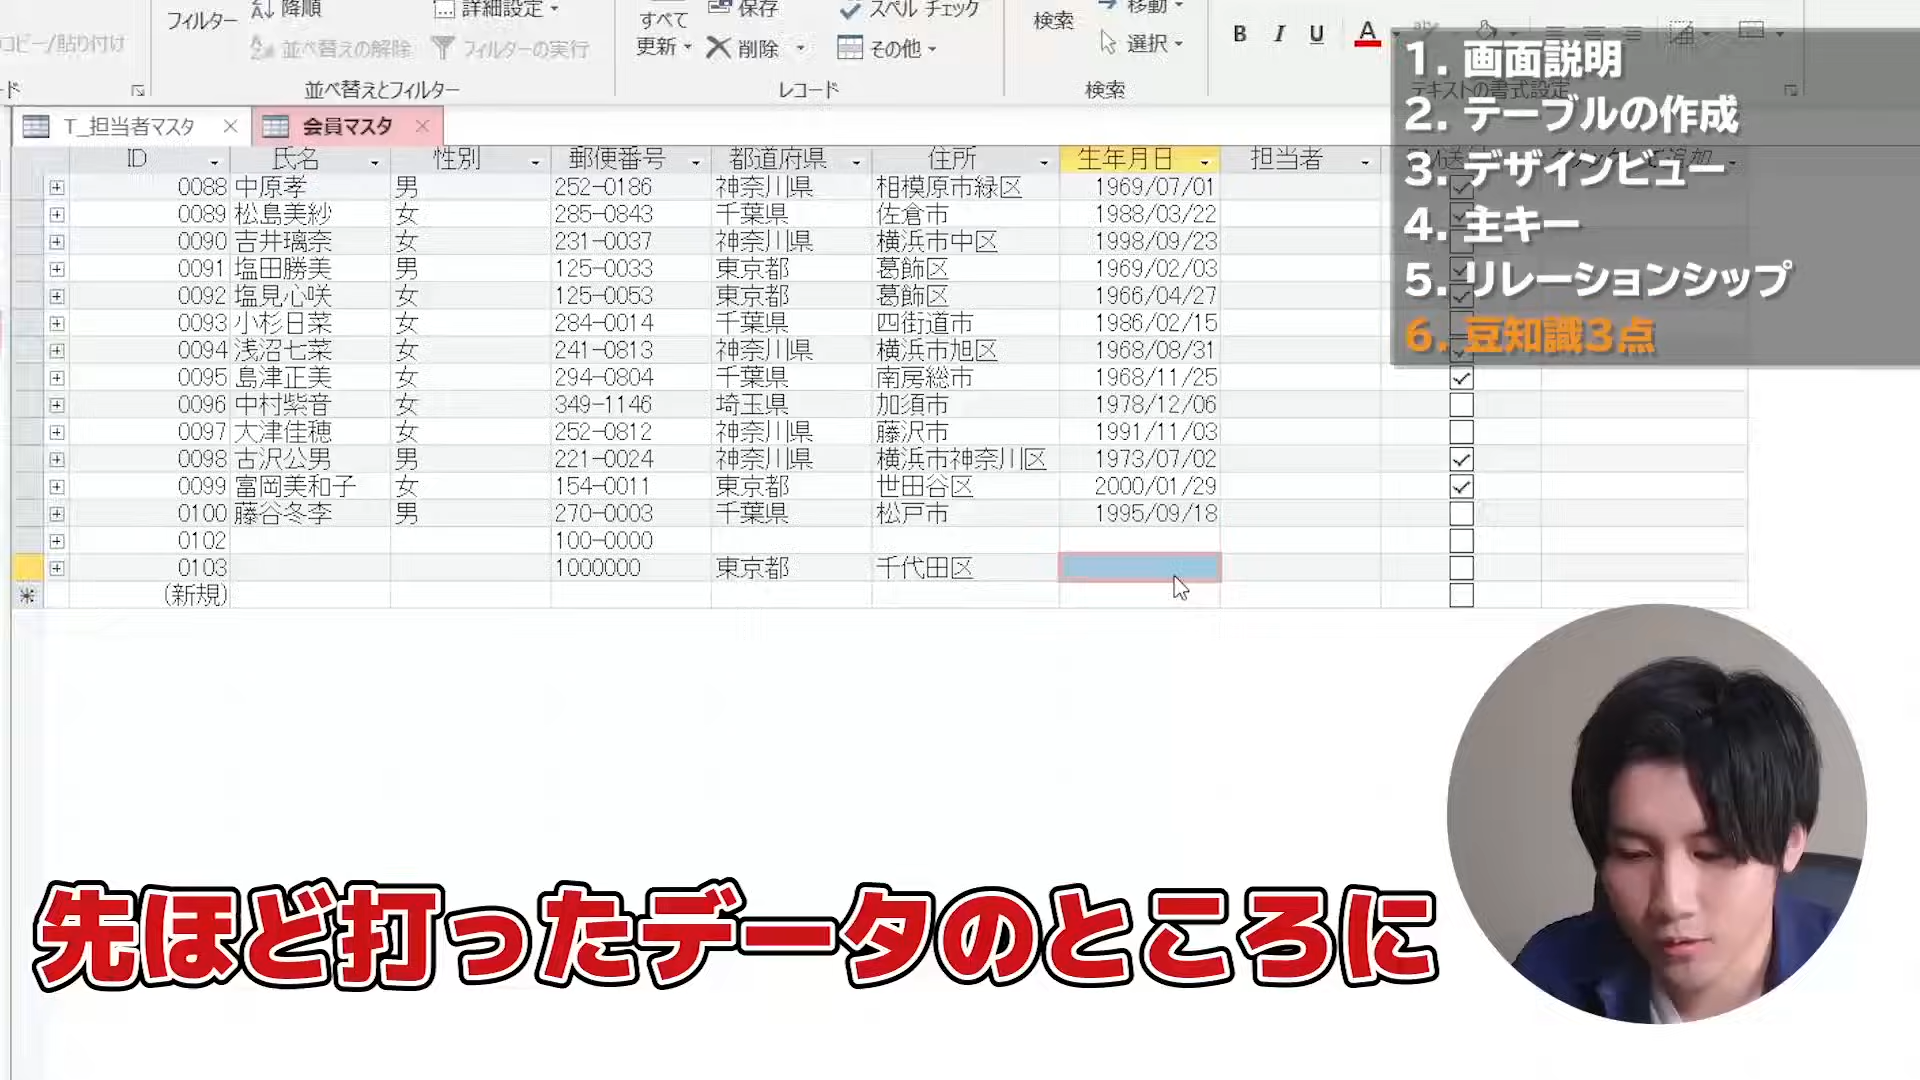 コピー/貼り付け
フィルター
降順
並べ替えの解除
詳細設定
フィルターの実行
並べ替えとフィルター
すべて
更新
保存
削除
スペル チェック
その他
レコード
検索
移動
選択
検索
B I U A
テキストの書式設定
1. 画面説明
2. テーブルの作成
3. デザインビュー
4. 主キー
5. リレーションシップ
6. 豆知識3点
T_担当者マスタ
会員マスタ
ID 氏名 性別 郵便番号 都道府県 住所 生年月日 担当者
0088 中原孝 男 252-0186 神奈川県 相模原市緑区 1969/07/01
0089 松島美紗 女 285-0843 千葉県 佐倉市 1988/03/22
0090 吉井璃奈 女 231-0037 神奈川県 横浜市中区 1998/09/23
0091 塩田勝美 男 125-0033 東京都 葛飾区 1969/02/03
0092 塩見心咲 女 125-0053 東京都 葛飾区 1966/04/27
0093 小杉日菜 女 284-0014 千葉県 四街道市 1986/02/15
0094 浅沼七菜 女 241-0813 神奈川県 横浜市旭区 1968/08/31
0095 島津正美 女 294-0804 千葉県 南房総市 1968/11/25
0096 中村紫音 女 349-1146 埼玉県 加須市 1978/12/06
0097 大津佳穂 女 252-0812 神奈川県 藤沢市 1991/11/03
0098 古沢公男 男 221-0024 神奈川県 横浜市神奈川区 1973/07/02
0099 富岡美和子 女 154-0011 東京都 世田谷区 2000/01/29
0100 藤谷冬李 男 270-0003 千葉県 松戸市 1995/09/18
0102 100-0000
0103 1000000 東京都 千代田区
(新規)
先ほど打ったデータのところに